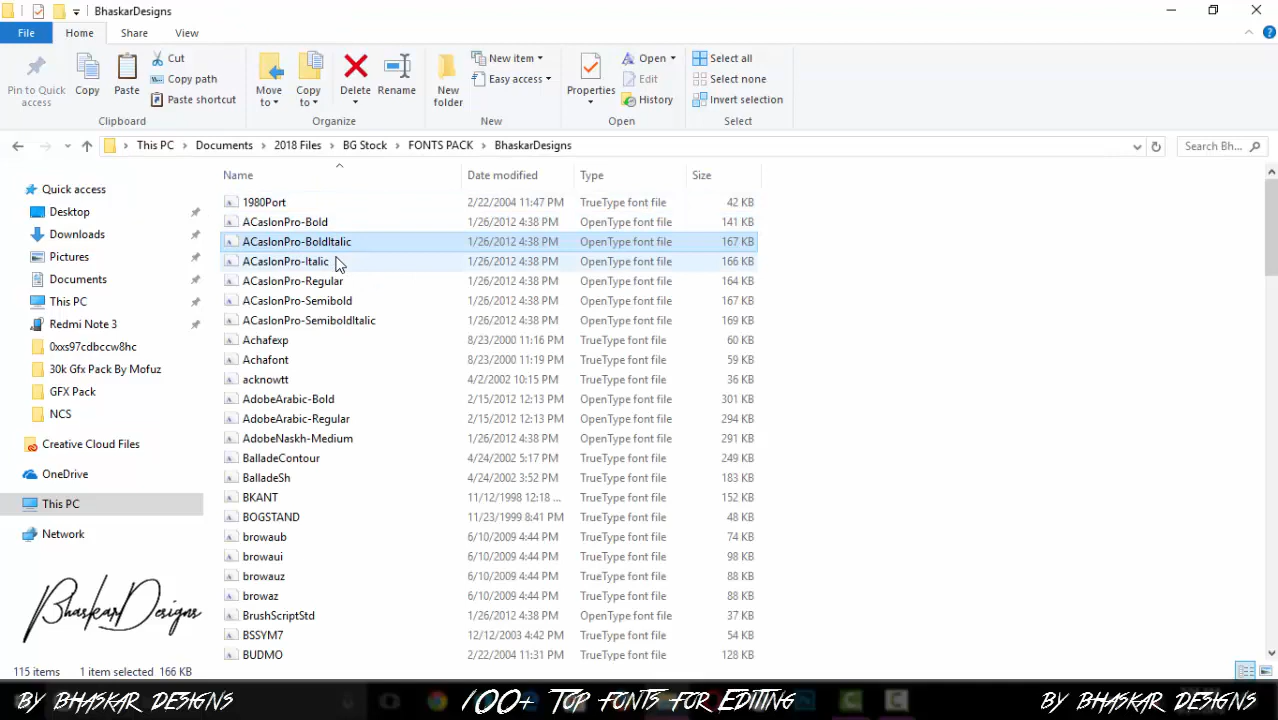 BhaskarDesigns
File Home Share View
Pin to Quick access
Copy
Paste
Cut
Copy path
Paste shortcut
Clipboard
Move to
Copy to
Delete
Rename
Organize
New folder
New item
Easy access
New
Properties
Open
Edit
History
Open
Select all
Select none
Invert selection
Select
This PC Documents 2018 Files BG Stock FONTS PACK BhaskarDesigns
Search Bh...
Quick access
Desktop
Downloads
Pictures
Documents
This PC
Redmi Note 3
0xxs97cdbccw8hc
30k Gfx Pack By Mofuz
GFX Pack
NCS
Creative Cloud Files
OneDrive
This PC
Network
BhaskarDesigns
Name Date modified Type Size
1980Port 2/22/2004 11:47 PM TrueType font file 42 KB
ACaslonPro-Bold 1/26/2012 4:38 PM OpenType font file 141 KB
ACaslonPro-BoldItalic 1/26/2012 4:38 PM OpenType font file 167 KB
ACaslonPro-Italic 1/26/2012 4:38 PM OpenType font file 166 KB
ACaslonPro-Regular 1/26/2012 4:38 PM OpenType font file 164 KB
ACaslonPro-Semibold 1/26/2012 4:38 PM OpenType font file 167 KB
ACaslonPro-SemiboldItalic 1/26/2012 4:38 PM OpenType font file 169 KB
Achafexp 8/23/2000 11:16 PM TrueType font file 60 KB
Achafont 8/23/2000 11:19 PM TrueType font file 59 KB
acknowtt 4/2/2002 10:15 PM TrueType font file 36 KB
AdobeArabic-Bold 2/15/2012 12:13 PM OpenType font file 301 KB
AdobeArabic-Regular 2/15/2012 12:13 PM OpenType font file 294 KB
AdobeNaskh-Medium 1/26/2012 4:38 PM OpenType font file 291 KB
BalladeContour 4/24/2002 5:17 PM TrueType font file 249 KB
BalladeSh 4/24/2002 3:52 PM TrueType font file 183 KB
BKANT 11/12/1998 12:18 ... TrueType font file 152 KB
BOGSTAND 11/23/1999 8:41 PM TrueType font file 48 KB
browaub 6/10/2009 4:44 PM TrueType font file 74 KB
browaui 6/10/2009 4:44 PM TrueType font file 98 KB
browauz 6/10/2009 4:44 PM TrueType font file 88 KB
browaz 6/10/2009 4:44 PM TrueType font file 88 KB
BrushScriptStd 1/26/2012 4:38 PM OpenType font file 37 KB
BSSYM7 12/12/2003 4:42 PM TrueType font file 54 KB
BUDMO 2/22/2004 11:31 PM TrueType font file 128 KB
115 items 1 item selected 166 KB
BY BHASKAR DESIGNS 100+ Top fonts for Editing BY BHASKAR DESIGNS